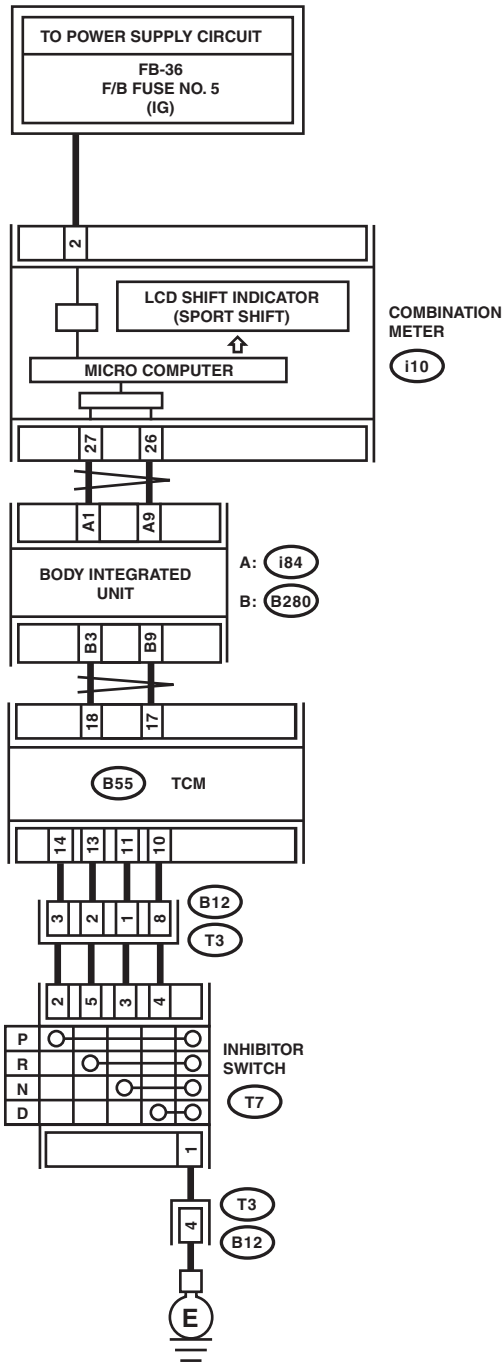 TO POWER SUPPLY CIRCUIT
FB-36
F/B FUSE NO. 5
(IG)
2
LCD SHIFT INDICATOR
(SPORT SHIFT)
MICRO COMPUTER
COMBINATION
METER
i10
27 26
A1 A9
BODY INTEGRATED
UNIT
A: i84
B: B280
B3 B9
18 17
B55 TCM
14 13 11 10
3 2 1 8
B12
T3
2 5 3 4
P
R
N
D
INHIBITOR
SWITCH
T7
1
4
T3
B12
E